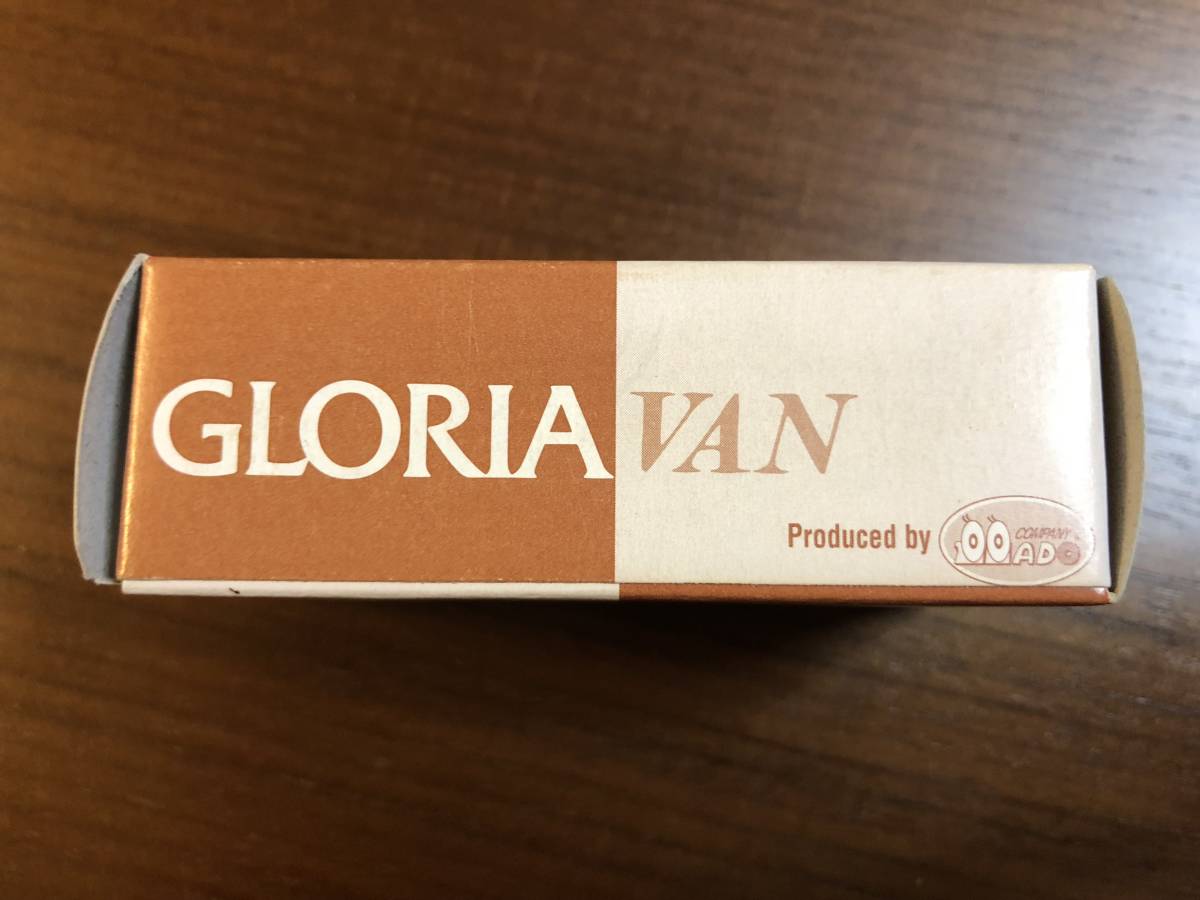 GLORIA VAN
Produced by
COMPANY
ADO